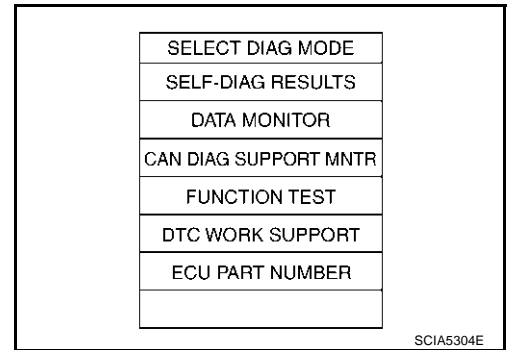 SELECT DIAG MODE
SELF-DIAG RESULTS
DATA MONITOR
CAN DIAG SUPPORT MNTR
FUNCTION TEST
DTC WORK SUPPORT
ECU PART NUMBER
SCIA5304E